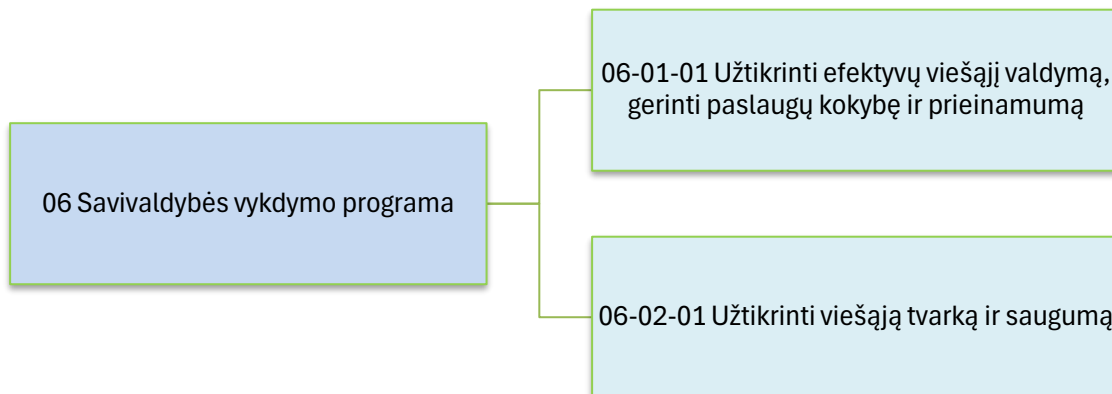 06-01-01 Užtikrinti efektyvų viešąjį valdymą,
gerinti paslaugų kokybę ir prieinamumą
06 Savivaldybės vykdymo programa
06-02-01 Užtikrinti viešąją tvarką ir saugumą